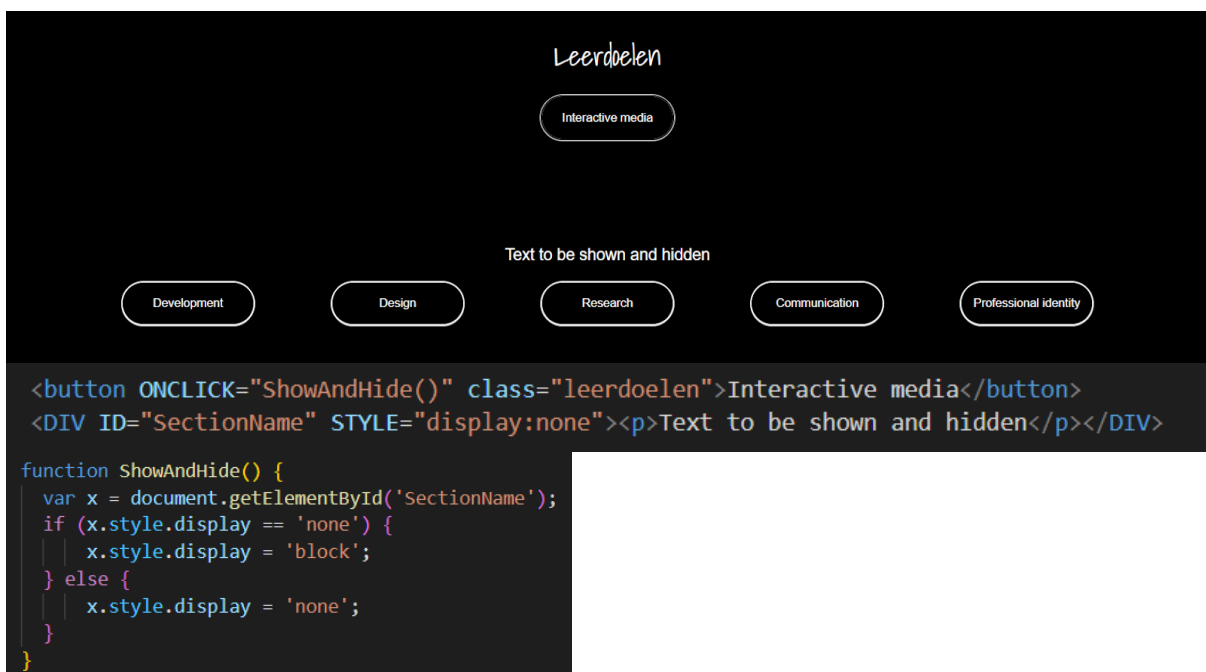 Leerdoelen
Interactive media
Text to be shown and hidden
Development Design Research Communication Professional identity
<button ONCLICK="ShowAndHide()" class="leerdoelen">Interactive media</button>
<DIV ID="SectionName" STYLE="display:none"><p>Text to be shown and hidden</p></DIV>
function ShowAndHide() {
  var x = document.getElementById('SectionName');
  if (x.style.display == 'none') {
      x.style.display = 'block';
  } else {
      x.style.display = 'none';
  }
}